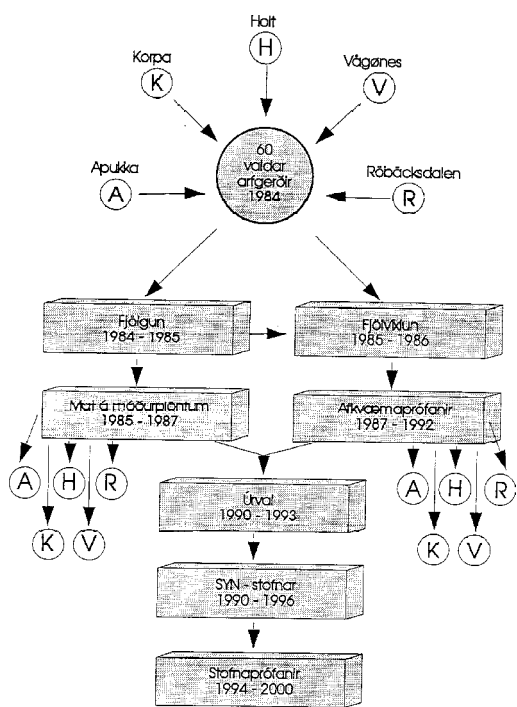 Holt
H
Korpa
K
Vågønes
V
Apukka
A
60
valdar
arfgerðir
1984
Röbäcksdalen
R
Fjölgun
1984 - 1985
Fjölvíxlun
1985 - 1986
Mat á móðurplöntum
1985 - 1987
Afkvæmaprófanir
1987 - 1992
A
H
R
K
V
A
H
R
K
V
Úrval
1990 - 1993
SYN - stofnar
1990 - 1996
Stofnaprófanir
1994 - 2000